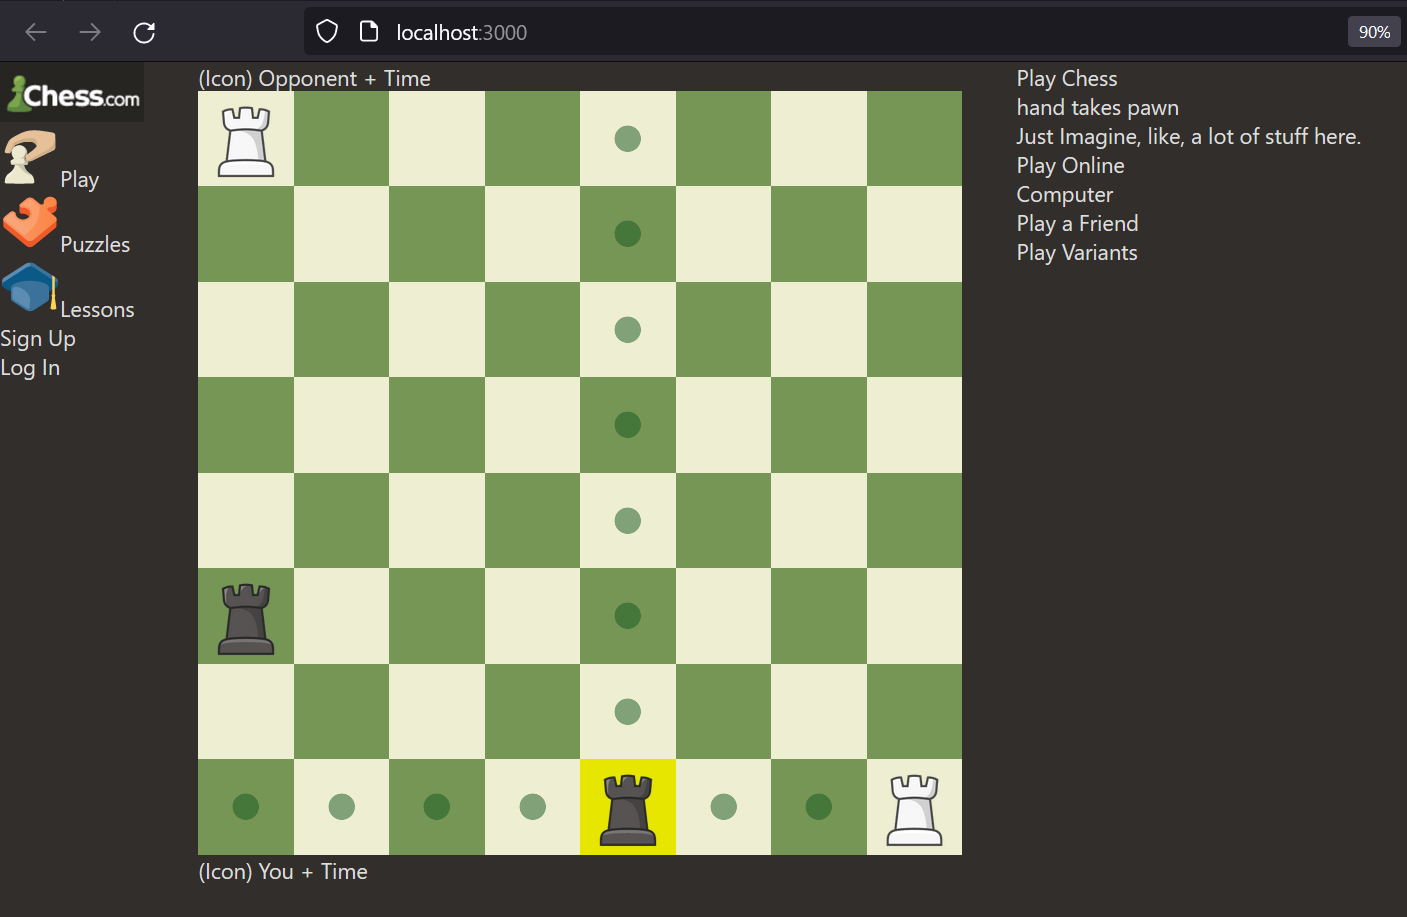 localhost:3000
90%
Chess.com
Play
Puzzles
Lessons
Sign Up
Log In
(Icon) Opponent + Time
(Icon) You + Time
Play Chess
hand takes pawn
Just Imagine, like, a lot of stuff here.
Play Online
Computer
Play a Friend
Play Variants